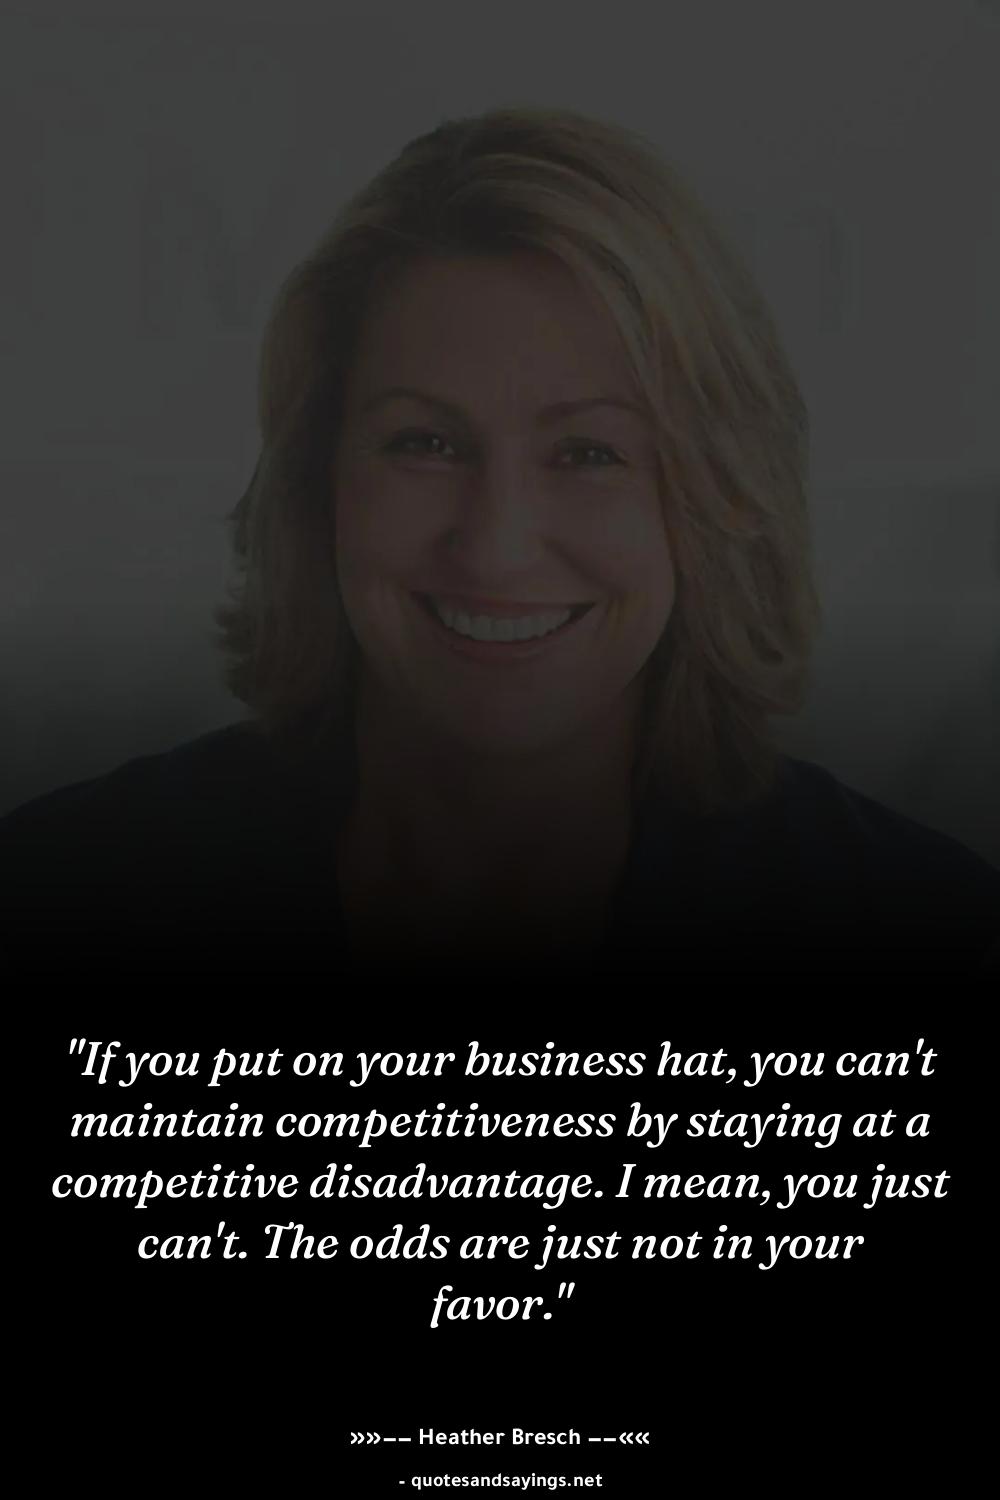 "If you put on your business hat, you can't
maintain competitiveness by staying at a
competitive disadvantage. I mean, you just
can't. The odds are just not in your
favor."
»»–– Heather Bresch ––««
- quotesandsayings.net